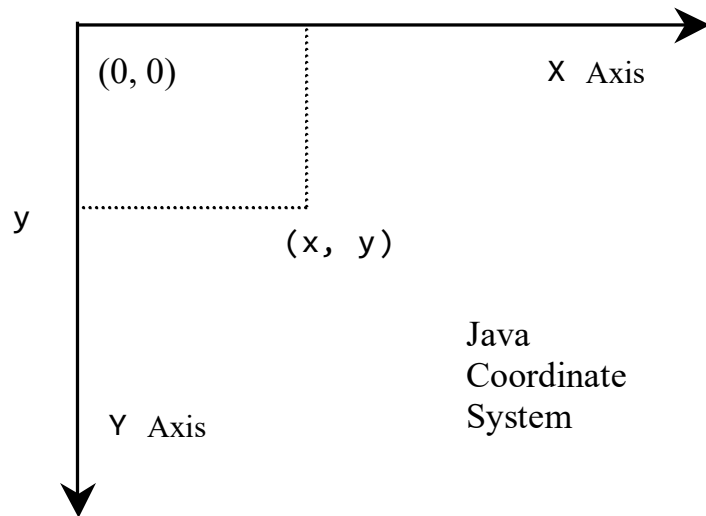 (0, 0)
X Axis
y
(x, y)
Java
Coordinate
System
Y Axis